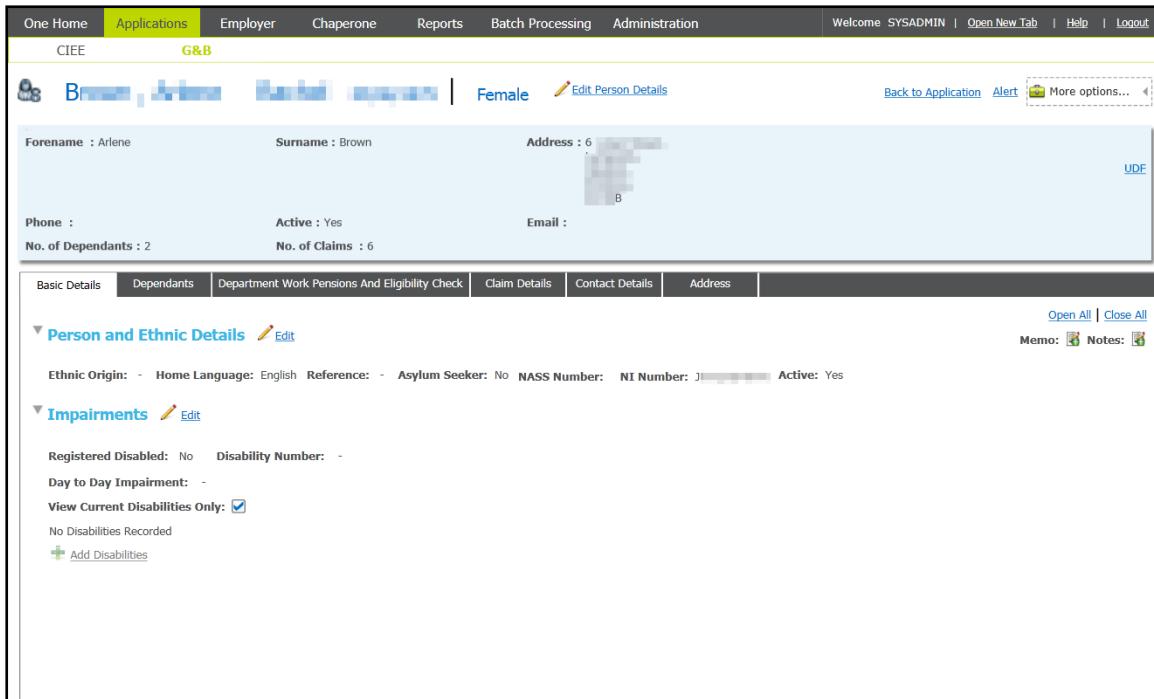 One Home Applications Employer Chaperone Reports Batch Processing Administration Welcome SYSADMIN | Open New Tab | Help | Logout
CIEE G&B
Female Edit Person Details Back to Application Alert More options...
Forename : Arlene Surname : Brown Address : 6
UDF
B
Phone : Active : Yes Email :
No. of Dependants : 2 No. of Claims : 6
Basic Details Dependants Department Work Pensions And Eligibility Check Claim Details Contact Details Address
Open All | Close All
Person and Ethnic Details Edit Memo: Notes:
Ethnic Origin: - Home Language: English Reference: - Asylum Seeker: No NASS Number: NI Number: J Active: Yes
Impairments Edit
Registered Disabled: No Disability Number: -
Day to Day Impairment: -
View Current Disabilities Only:
No Disabilities Recorded
Add Disabilities